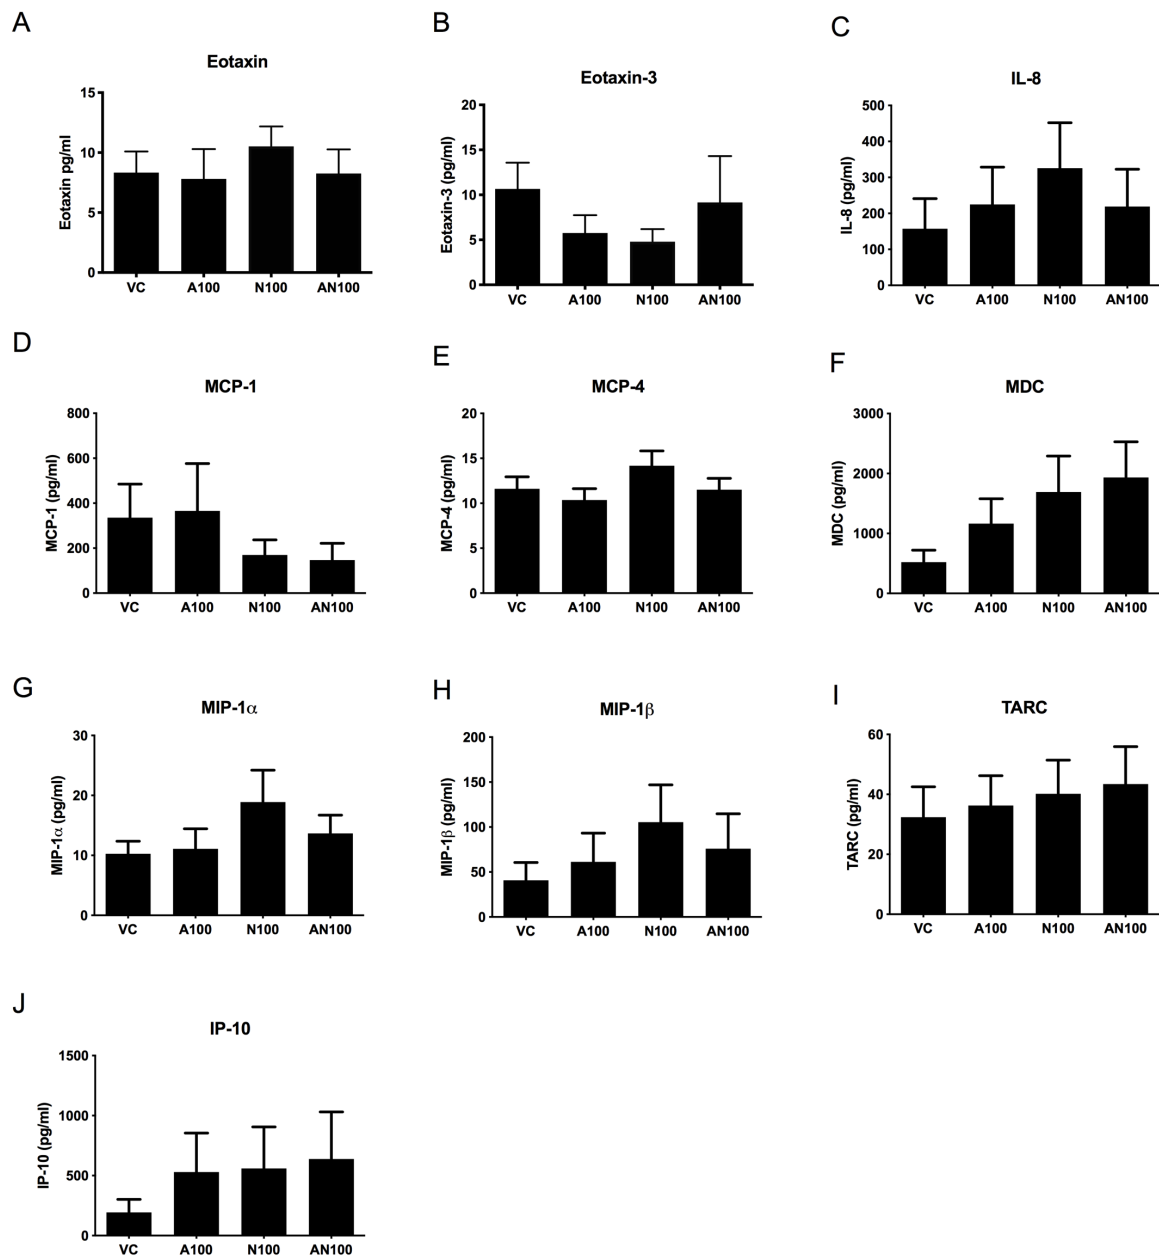 A
Eotaxin
Eotaxin pg/ml
15
10
5
0
VC A100 N100 AN100
B
Eotaxin-3
Eotaxin-3 (pg/ml)
20
15
10
5
0
VC A100 N100 AN100
C
IL-8
IL-8 (pg/ml)
500
400
300
200
100
0
VC A100 N100 AN100
D
MCP-1
MCP-1 (pg/ml)
800
600
400
200
0
VC A100 N100 AN100
E
MCP-4
MCP-4 (pg/ml)
20
15
10
5
0
VC A100 N100 AN100
F
MDC
MDC (pg/ml)
3000
2000
1000
0
VC A100 N100 AN100
G
MIP-1α
MIP-1α (pg/ml)
30
20
10
0
VC A100 N100 AN100
H
MIP-1β
MIP-1β (pg/ml)
200
150
100
50
0
VC A100 N100 AN100
I
TARC
TARC (pg/ml)
60
40
20
0
VC A100 N100 AN100
J
IP-10
IP-10 (pg/ml)
1500
1000
500
0
VC A100 N100 AN100